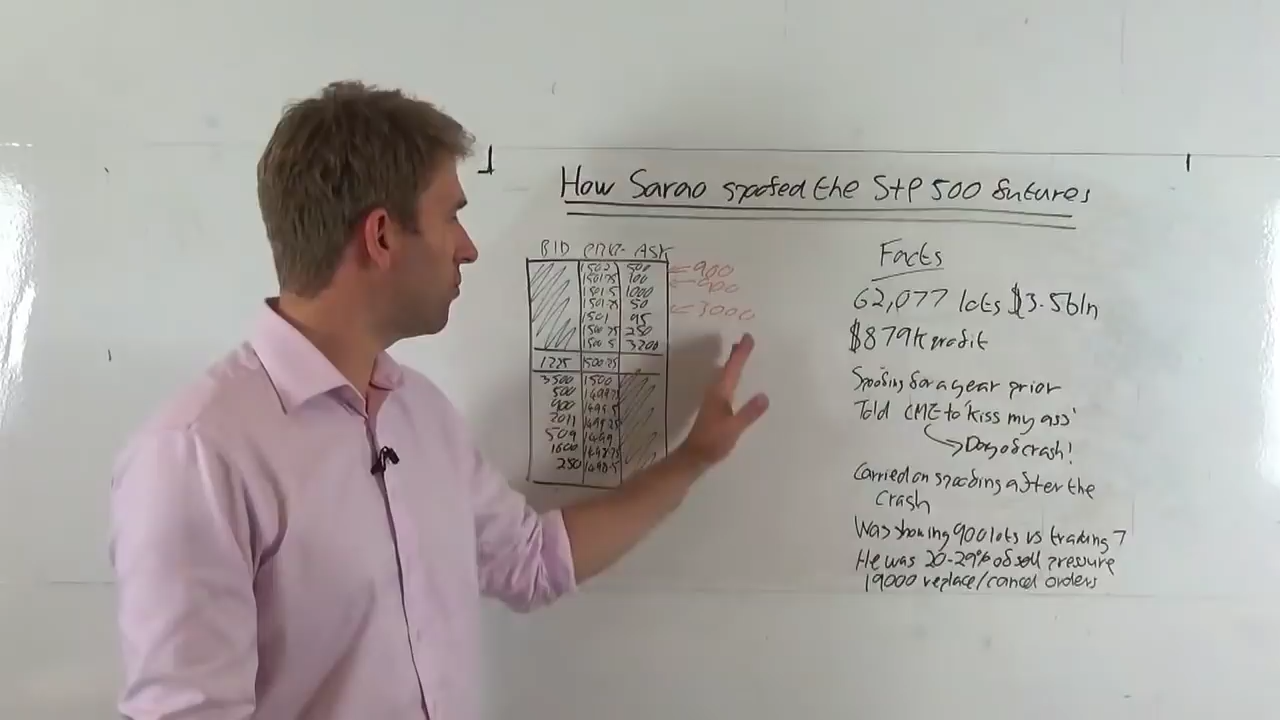 How Sarao spoofed the S+P 500 futures
BID PRICE ASK
1502 500
1501.75 100
1501.5 1000
1501.25 50
1501 95
1500.75 250
1500.5 3200
1225 1500.25
3500 1500
500 1499.75
900 1499.5
2011 1499.25
509 1499
1600 1498.75
250 1498.5
←900
←900
←3000
Facts
62,077 lots $3.5bln
$879k profit
Spoofing for a year prior
Told CME to 'kiss my ass'
→Day of crash!
Carried on spoofing after the
crash
Was showing 900 lots vs trading 7
He was 20-29% of sell pressure
19000 replace/cancel orders